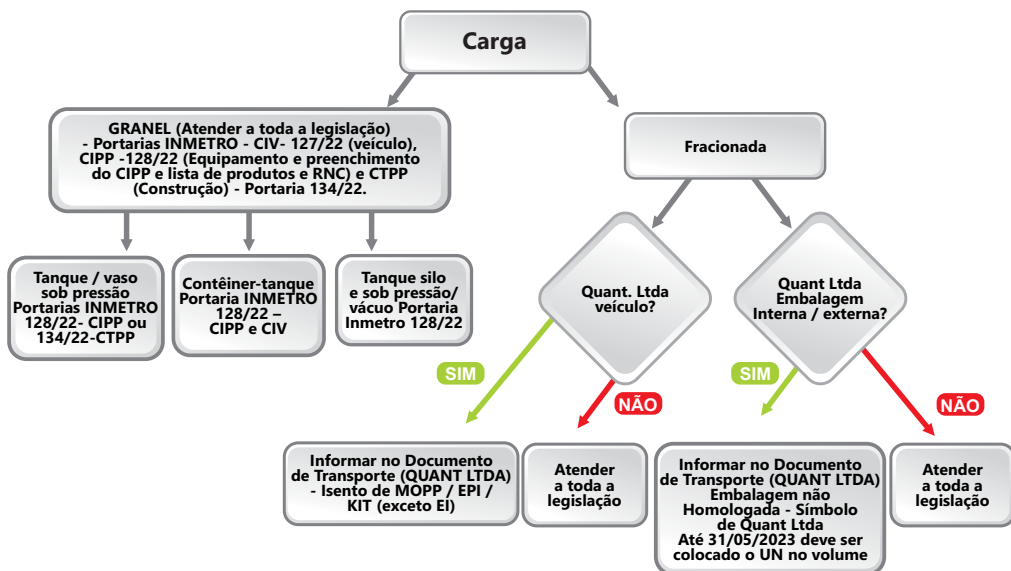 Carga
GRANEL (Atender a toda a legislação)
- Portarias INMETRO - CIV- 127/22 (veículo),
CIPP -128/22 (Equipamento e preenchimento
do CIPP e lista de produtos e RNC) e CTPP
(Construção) - Portaria 134/22.
Fracionada
Tanque / vaso
sob pressão
Portarias INMETRO
128/22- CIPP ou
134/22-CTPP
Contêiner-tanque
Portaria INMETRO
128/22 –
CIPP e CIV
Tanque silo
e sob pressão/
vácuo Portaria
Inmetro 128/22
Quant. Ltda
veículo?
Quant Ltda
Embalagem
Interna / externa?
SIM
NÃO
SIM
NÃO
Informar no Documento
de Transporte (QUANT LTDA)
- Isento de MOPP / EPI /
KIT (exceto EI)
Atender
a toda a
legislação
Informar no Documento
de Transporte (QUANT LTDA)
Embalagem não
Homologada - Símbolo
de Quant Ltda
Até 31/05/2023 deve ser
colocado o UN no volume
Atender
a toda a
legislação